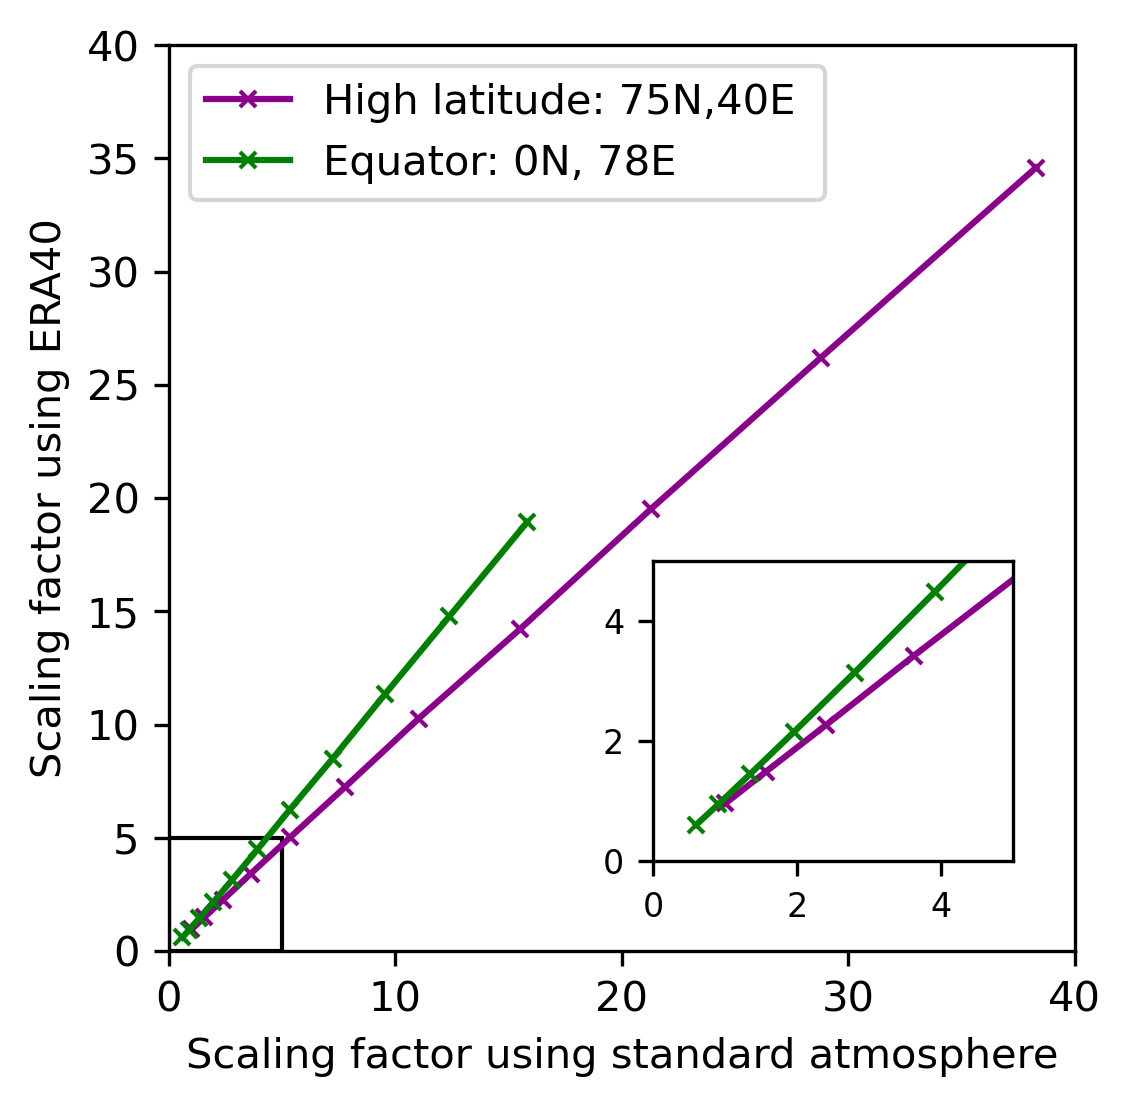 40
35
30
25
20
15
10
5
0
Scaling factor using ERA40
High latitude: 75N,40E
Equator: 0N, 78E
4
2
0
0 2 4
0 10 20 30 40
Scaling factor using standard atmosphere